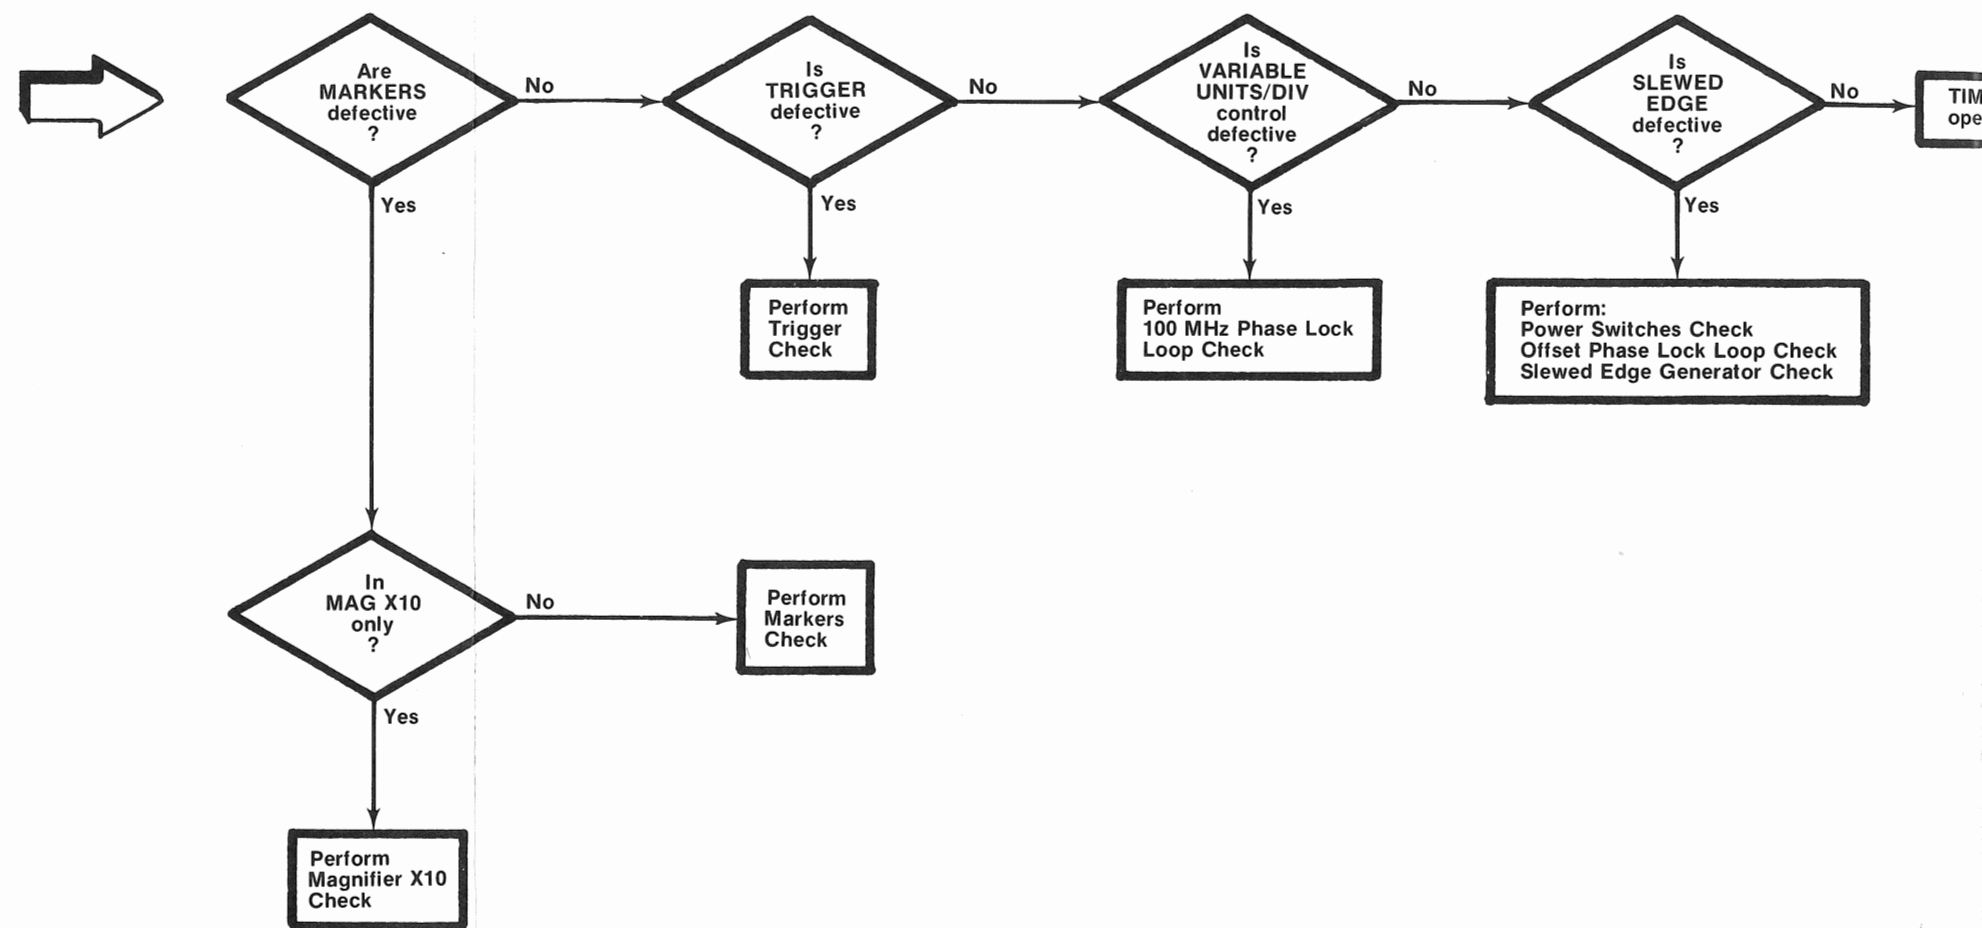 Are
MARKERS
defective
?
No
Yes
Is
TRIGGER
defective
?
No
Yes
Is
VARIABLE
UNITS/DIV
control
defective
?
No
Yes
Is
SLEWED
EDGE
defective
?
No
Yes
Perform
Trigger
Check
Perform
100 MHz Phase Lock
Loop Check
Perform:
Power Switches Check
Offset Phase Lock Loop Check
Slewed Edge Generator Check
In
MAG X10
only
?
No
Yes
Perform
Markers
Check
Perform
Magnifier X10
Check